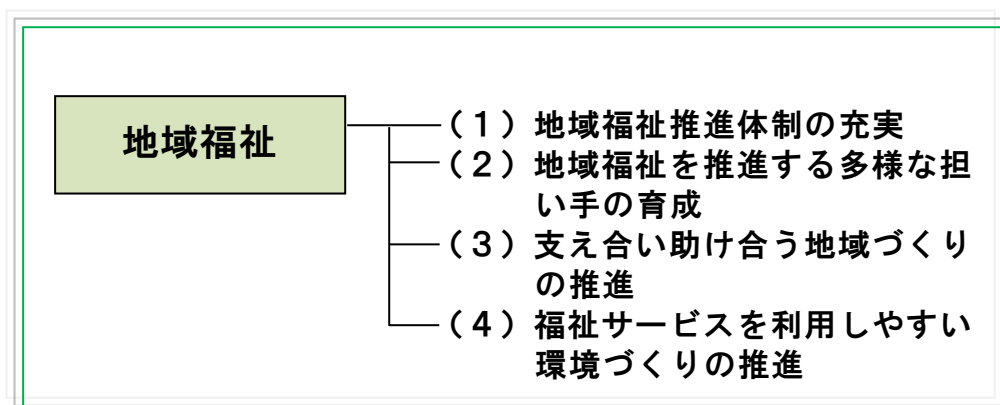 地域福祉
（１）地域福祉推進体制の充実
（２）地域福祉を推進する多様な担
い手の育成
（３）支え合い助け合う地域づくり
の推進
（４）福祉サービスを利用しやすい
環境づくりの推進